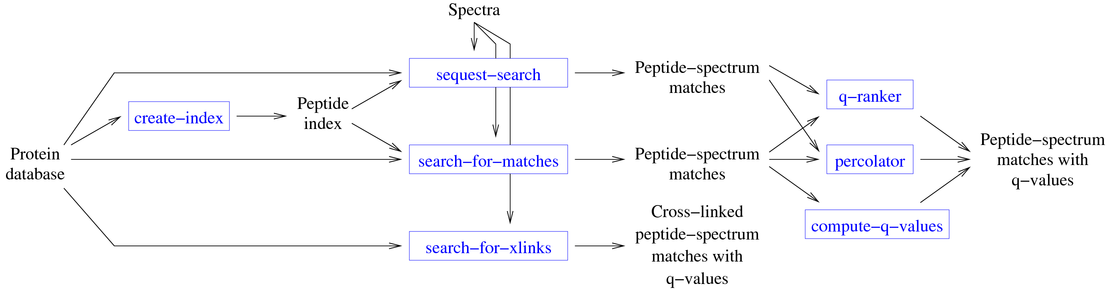 Spectra
sequest−search
Peptide−spectrum
matches
q−ranker
create−index
Peptide
index
Protein
database
search−for−matches
Peptide−spectrum
matches
percolator
Peptide−spectrum
matches with
q−values
compute−q−values
search−for−xlinks
Cross−linked
peptide−spectrum
matches with
q−values